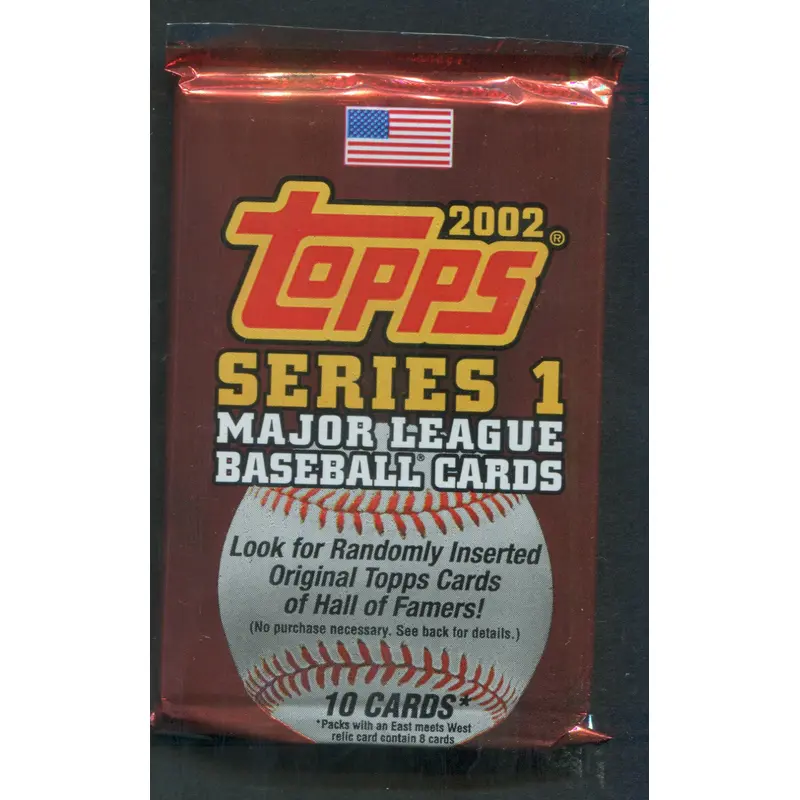 2002
topps®
SERIES 1
MAJOR LEAGUE
BASEBALL® CARDS
Look for Randomly Inserted
Original Topps Cards
of Hall of Famers!
(No purchase necessary. See back for details.)
10 CARDS*
*Packs with an East meets West
relic card contain 8 cards